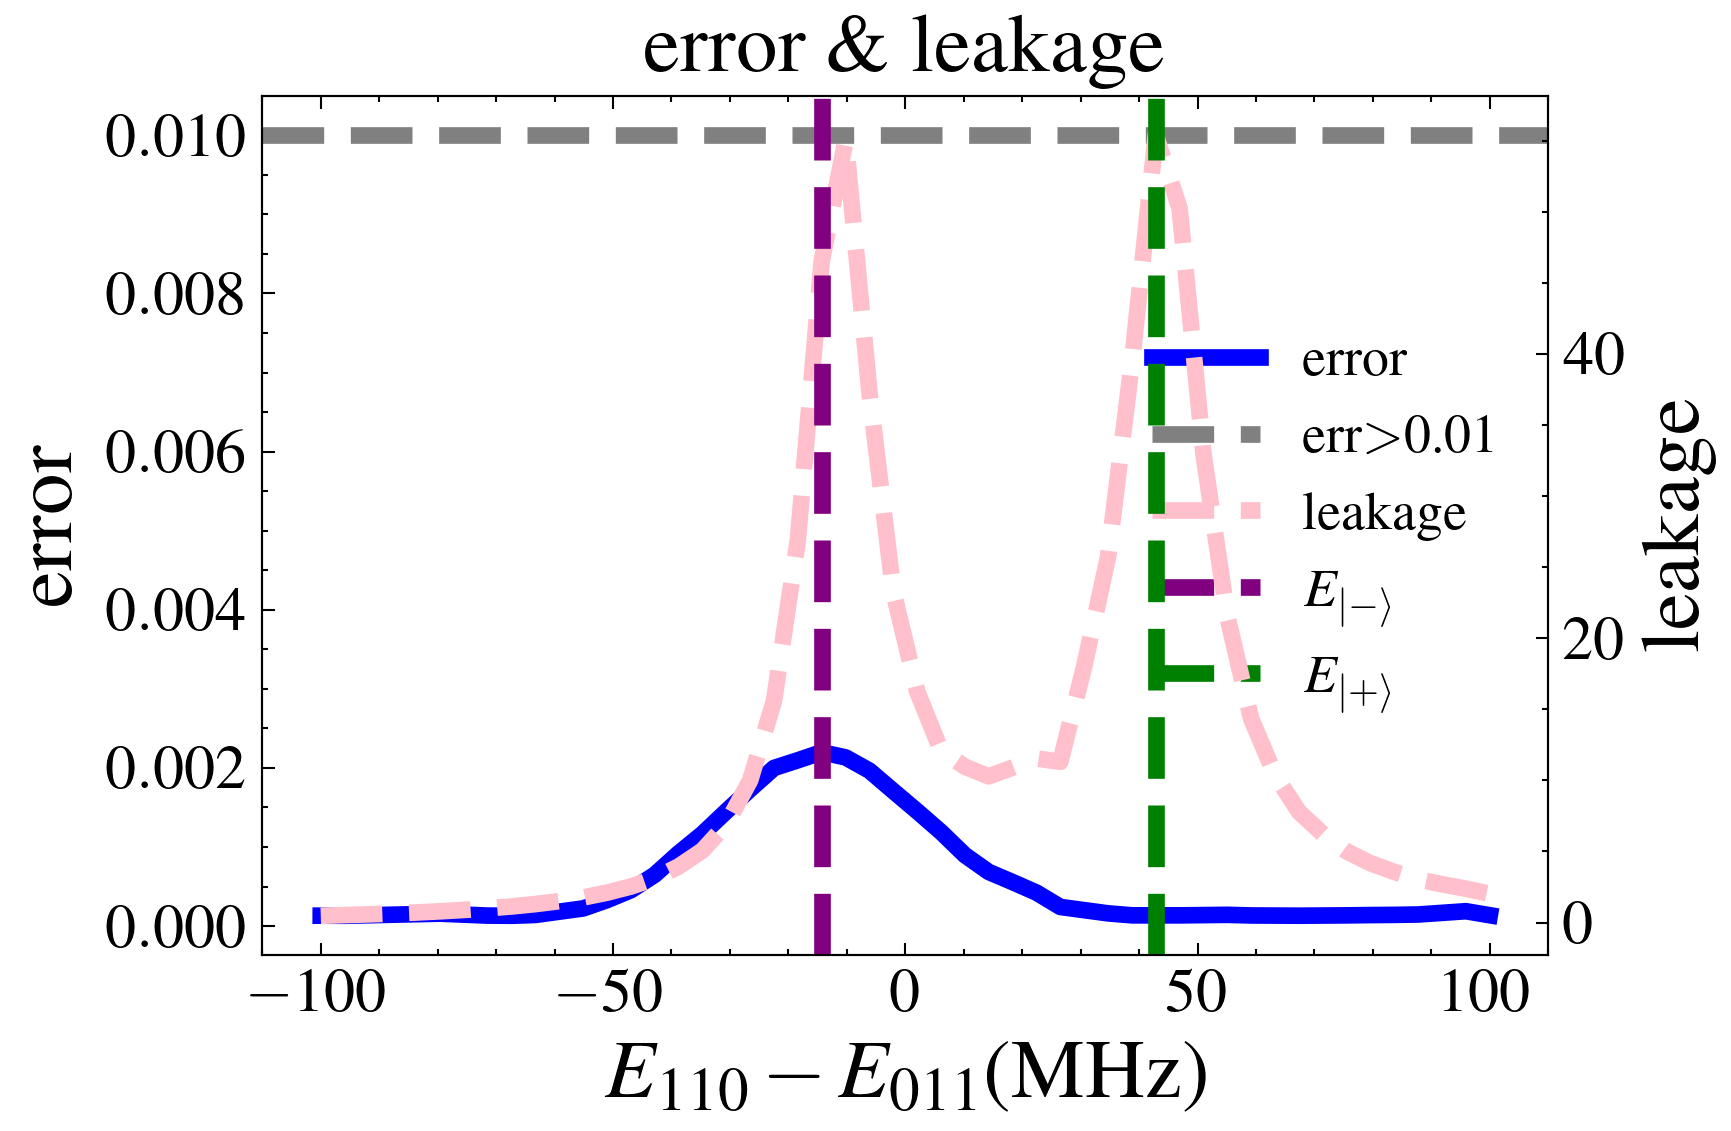 error & leakage
error
0.010
0.008
0.006
0.004
0.002
0.000
−100
−50
0
50
100
E_{110} − E_{011}(MHz)
40
20
0
leakage
error
err>0.01
leakage
E_{|−⟩}
E_{|+⟩}